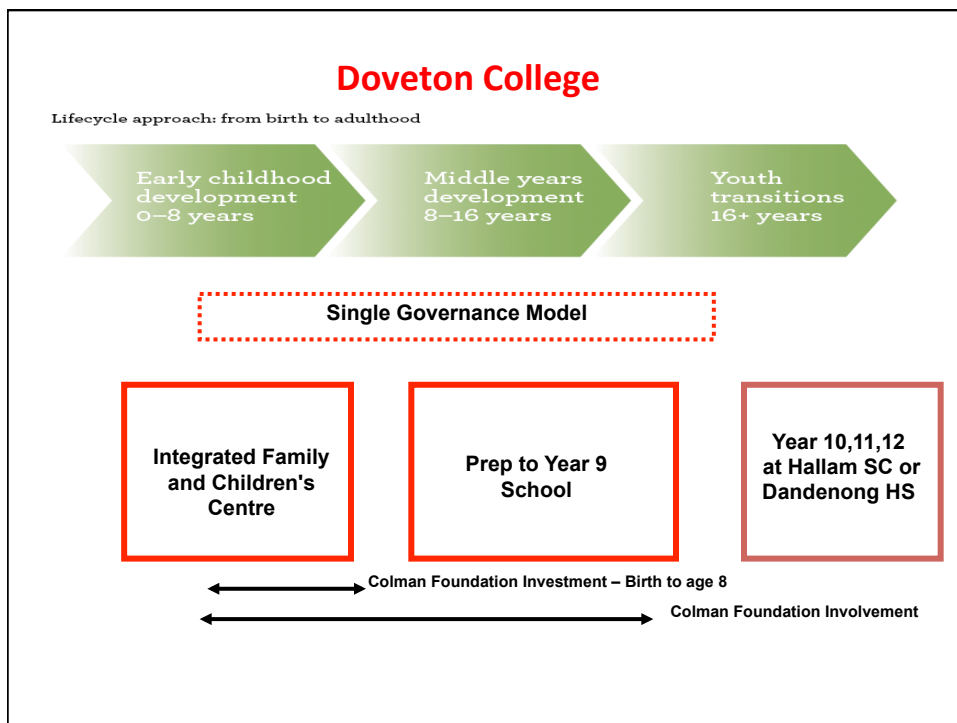 Doveton College
Lifecycle approach: from birth to adulthood
Early childhood
development
0–8 years
Middle years
development
8–16 years
Youth
transitions
16+ years
Single Governance Model
Integrated Family
and Children's
Centre
Prep to Year 9
School
Year 10,11,12
at Hallam SC or
Dandenong HS
Colman Foundation Investment – Birth to age 8
Colman Foundation Involvement